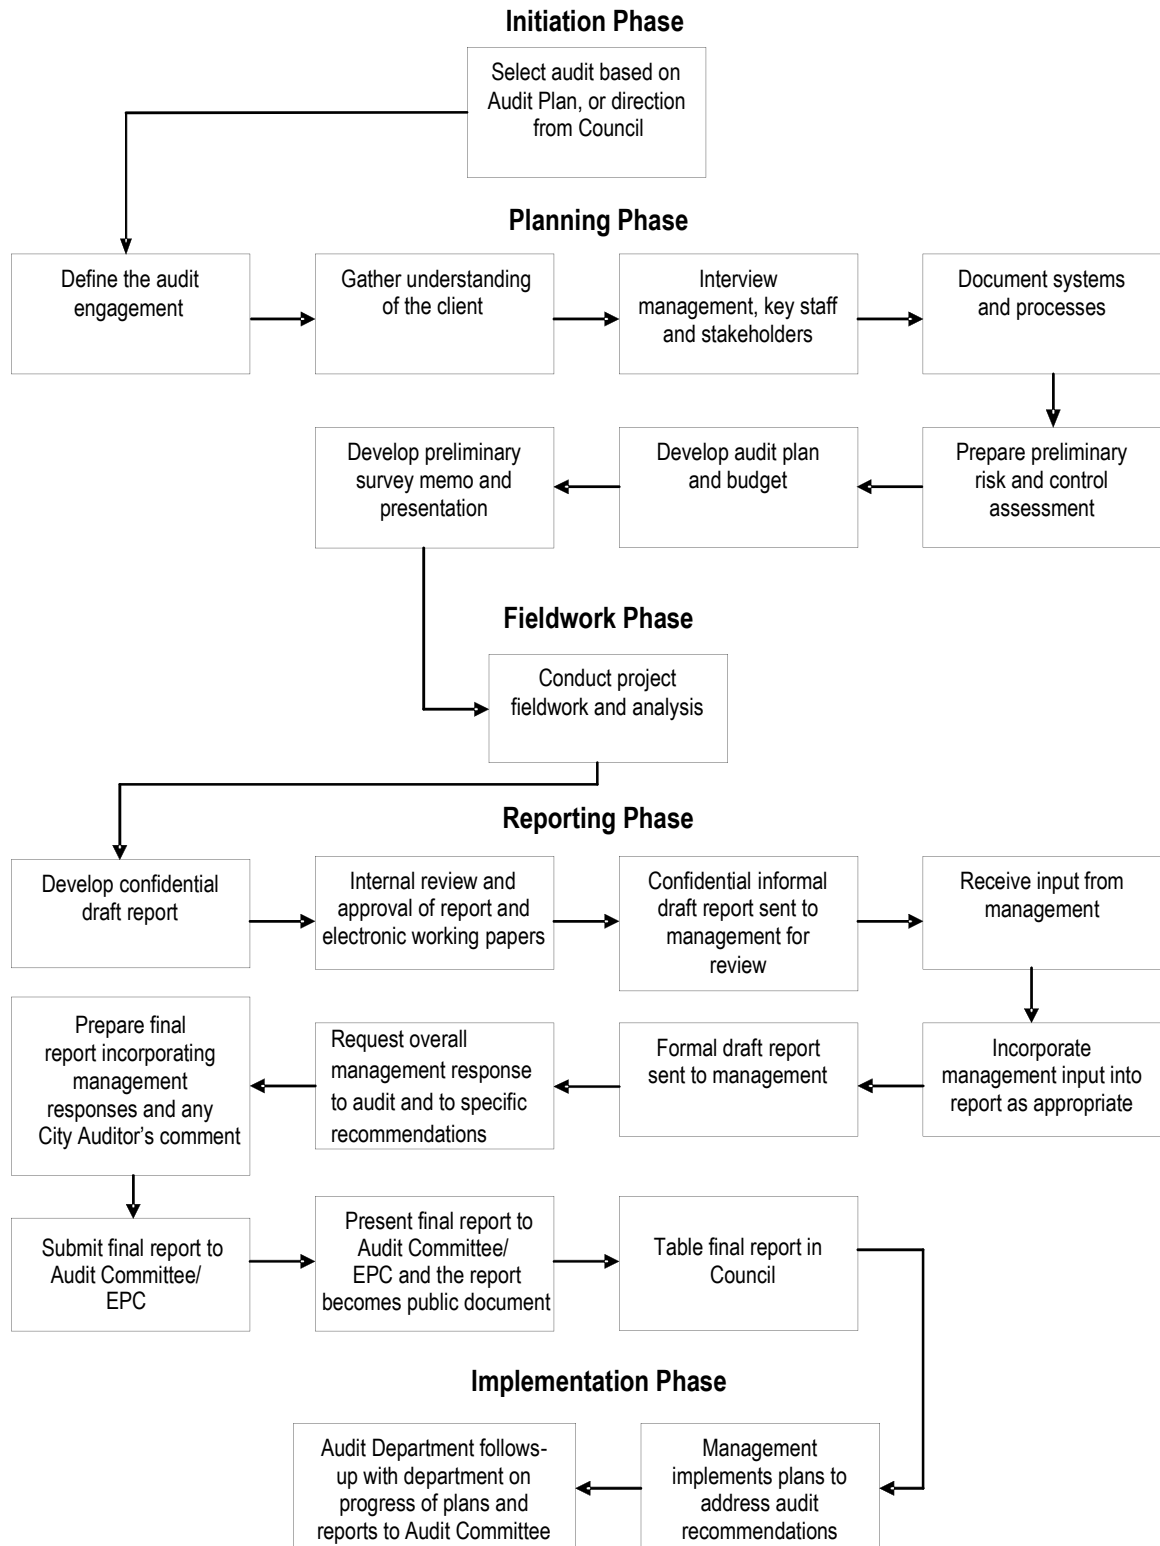 Initiation Phase
Select audit based on
Audit Plan, or direction
from Council
Planning Phase
Define the audit
engagement
Gather understanding
of the client
Interview
management, key staff
and stakeholders
Document systems
and processes
Prepare preliminary
risk and control
assessment
Develop audit plan
and budget
Develop preliminary
survey memo and
presentation
Fieldwork Phase
Conduct project
fieldwork and analysis
Reporting Phase
Develop confidential
draft report
Internal review and
approval of report and
electronic working papers
Confidential informal
draft report sent to
management for
review
Receive input from
management
Incorporate
management input into
report as appropriate
Formal draft report
sent to management
Request overall
management response
to audit and to specific
recommendations
Prepare final
report incorporating
management
responses and any
City Auditor's comment
Submit final report to
Audit Committee/
EPC
Present final report to
Audit Committee/
EPC and the report
becomes public document
Table final report in
Council
Implementation Phase
Management
implements plans to
address audit
recommendations
Audit Department follows-
up with department on
progress of plans and
reports to Audit Committee